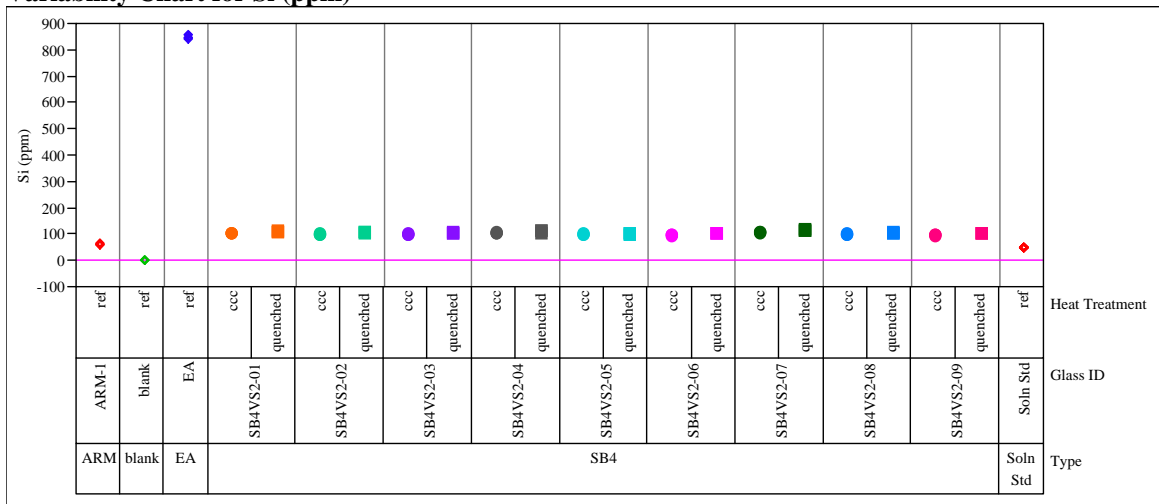 Variability Chart for Si (ppm)
900
800
700
600
500
400
300
200
100
0
-100
Si (ppm)
ref
ref
ref
ccc
quenched
ccc
quenched
ccc
quenched
ccc
quenched
ccc
quenched
ccc
quenched
ccc
quenched
ccc
quenched
ccc
quenched
ref
Heat Treatment
ARM-1
blank
EA
SB4VS2-01
SB4VS2-02
SB4VS2-03
SB4VS2-04
SB4VS2-05
SB4VS2-06
SB4VS2-07
SB4VS2-08
SB4VS2-09
Soln Std
Glass ID
ARM
blank
EA
SB4
Soln
Std
Type